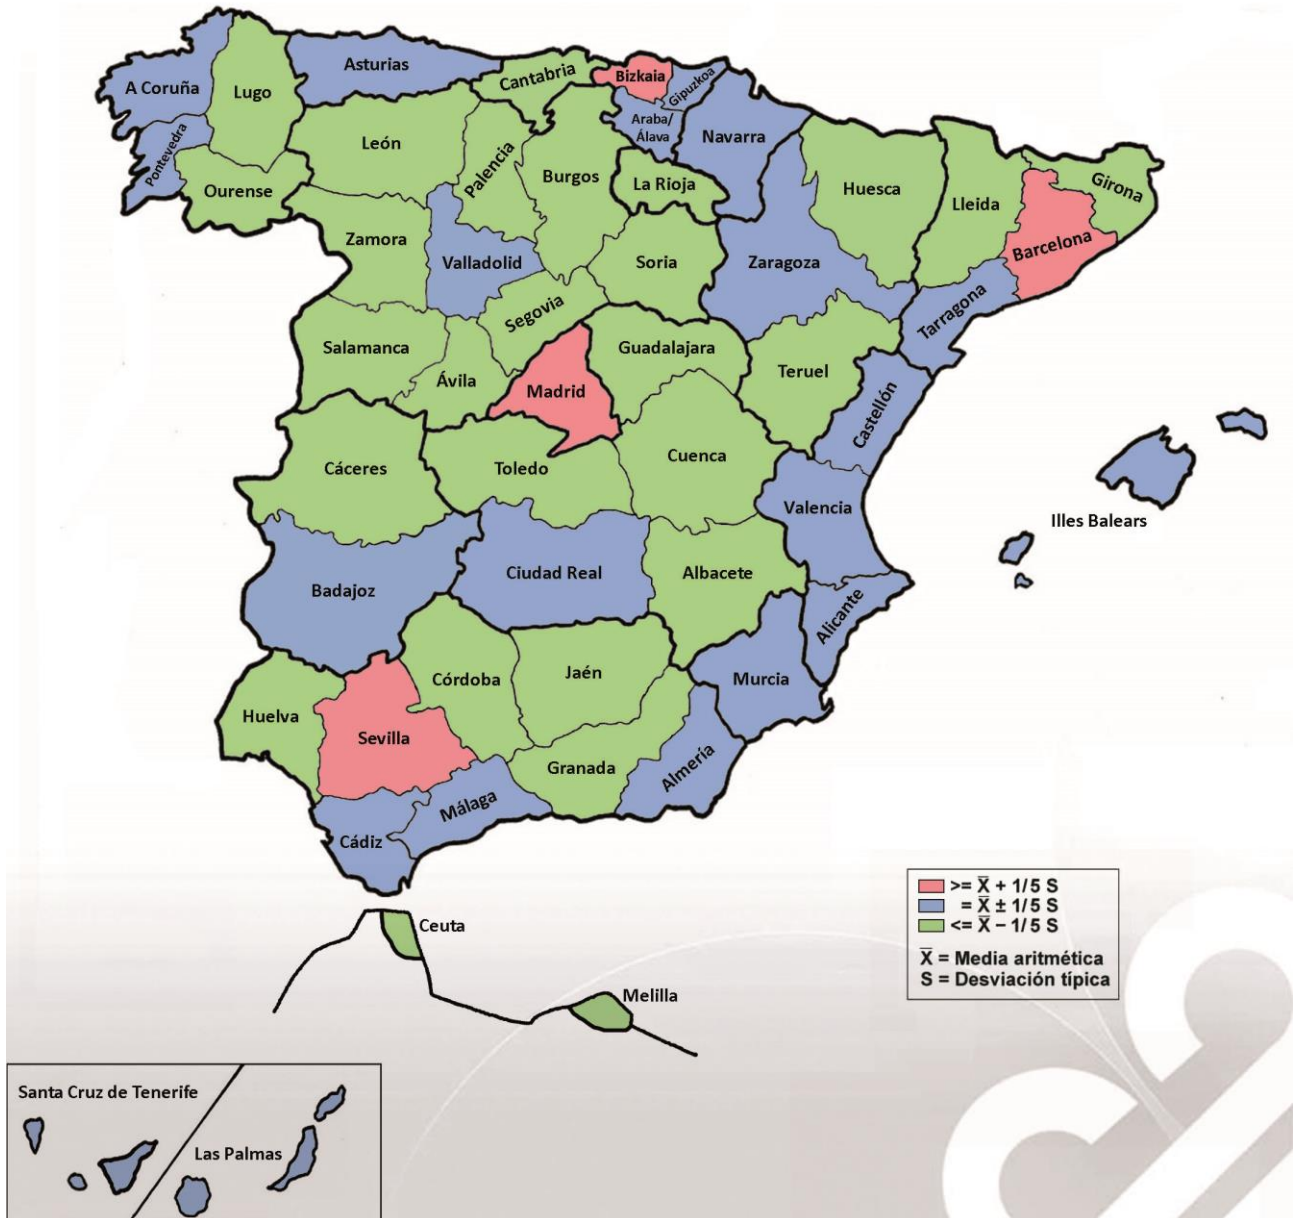 A Coruña
Lugo
Asturias
Cantabria
Bizkaia
Gipuzkoa
Araba/
Álava
Navarra
Pontevedra
Ourense
León
Palencia
Burgos
La Rioja
Huesca
Lleida
Girona
Barcelona
Zamora
Valladolid
Soria
Zaragoza
Tarragona
Segovia
Salamanca
Ávila
Madrid
Guadalajara
Teruel
Castellón
Cáceres
Toledo
Cuenca
Valencia
Illes Balears
Badajoz
Ciudad Real
Albacete
Alicante
Huelva
Sevilla
Córdoba
Jaén
Murcia
Granada
Almería
Málaga
Cádiz
Ceuta
Melilla
>= X̅ + 1/5 S
= X̅ ± 1/5 S
<= X̅ – 1/5 S
X̅ = Media aritmética
S = Desviación típica
Santa Cruz de Tenerife
Las Palmas